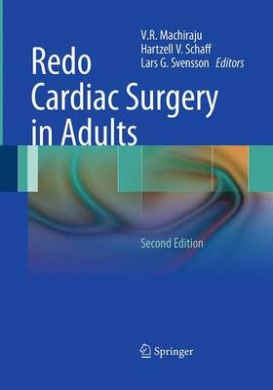 Redo
Cardiac Surgery
in Adults
V.R. Machiraju
Hartzell V. Schaff
Lars G. Svensson Editors
Second Edition
Springer